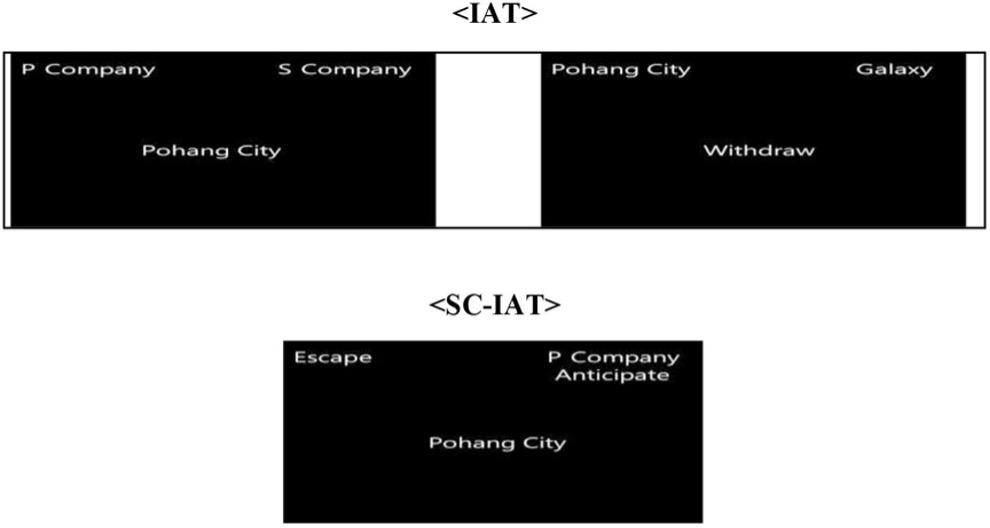 <IAT>
P Company S Company
Pohang City
Pohang City Galaxy
Withdraw
<SC-IAT>
Escape P Company
Anticipate
Pohang City